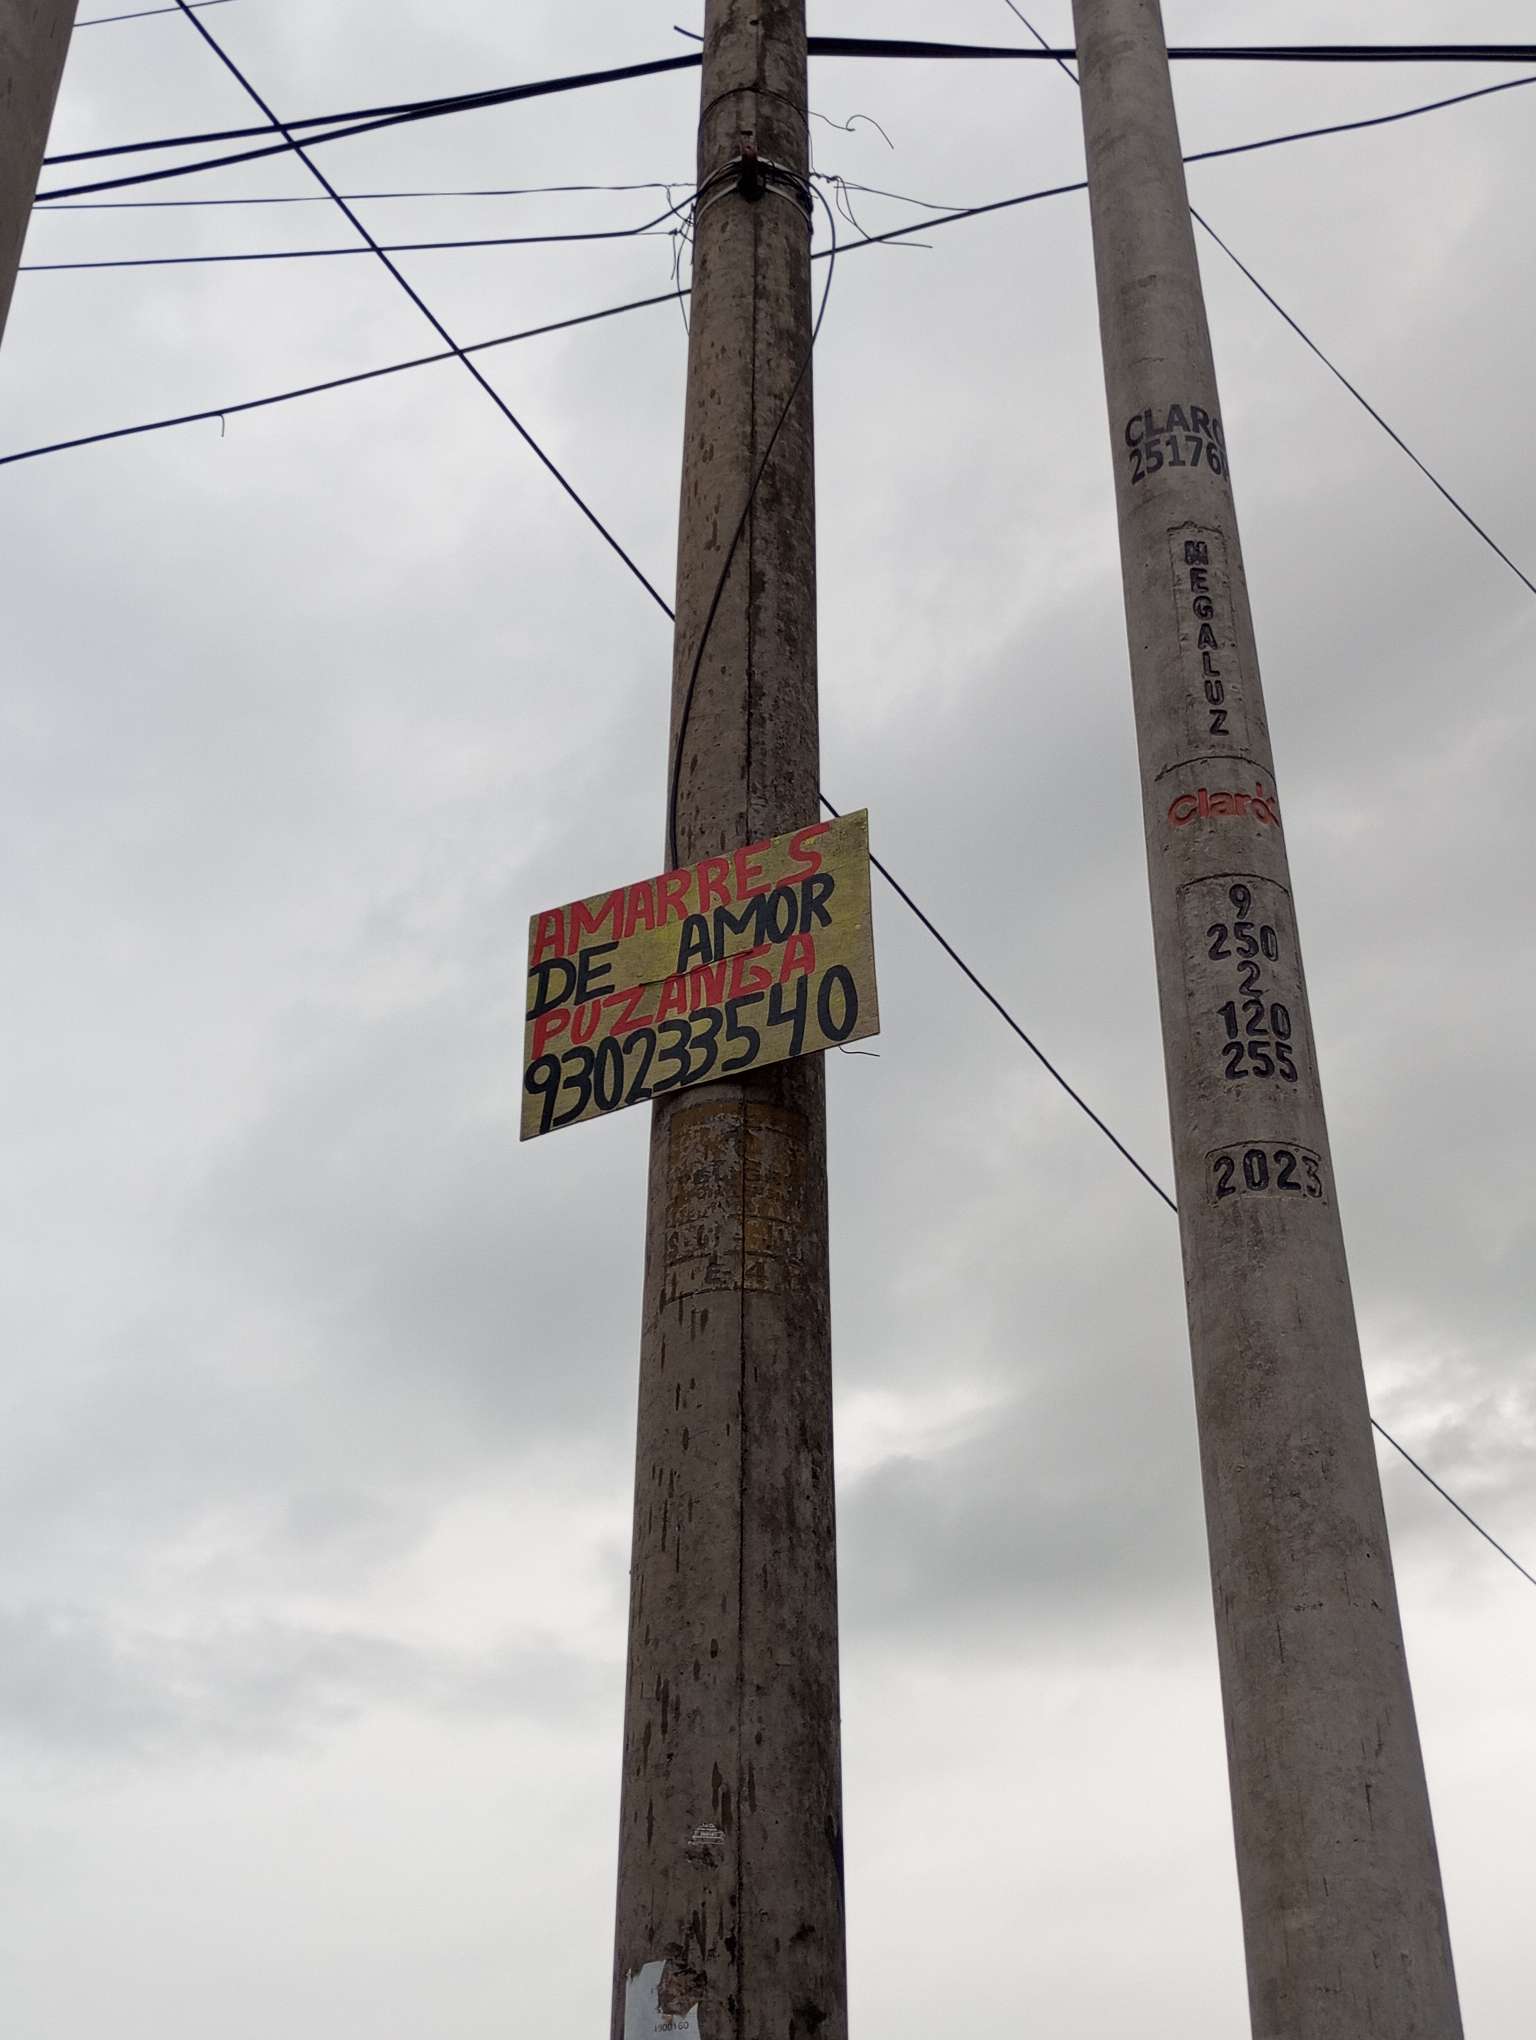 AMARRES
DE AMOR
PUZANGA
930233540
CLARO
25176
MEGALUZ
claro
9
250
2
120
255
2023